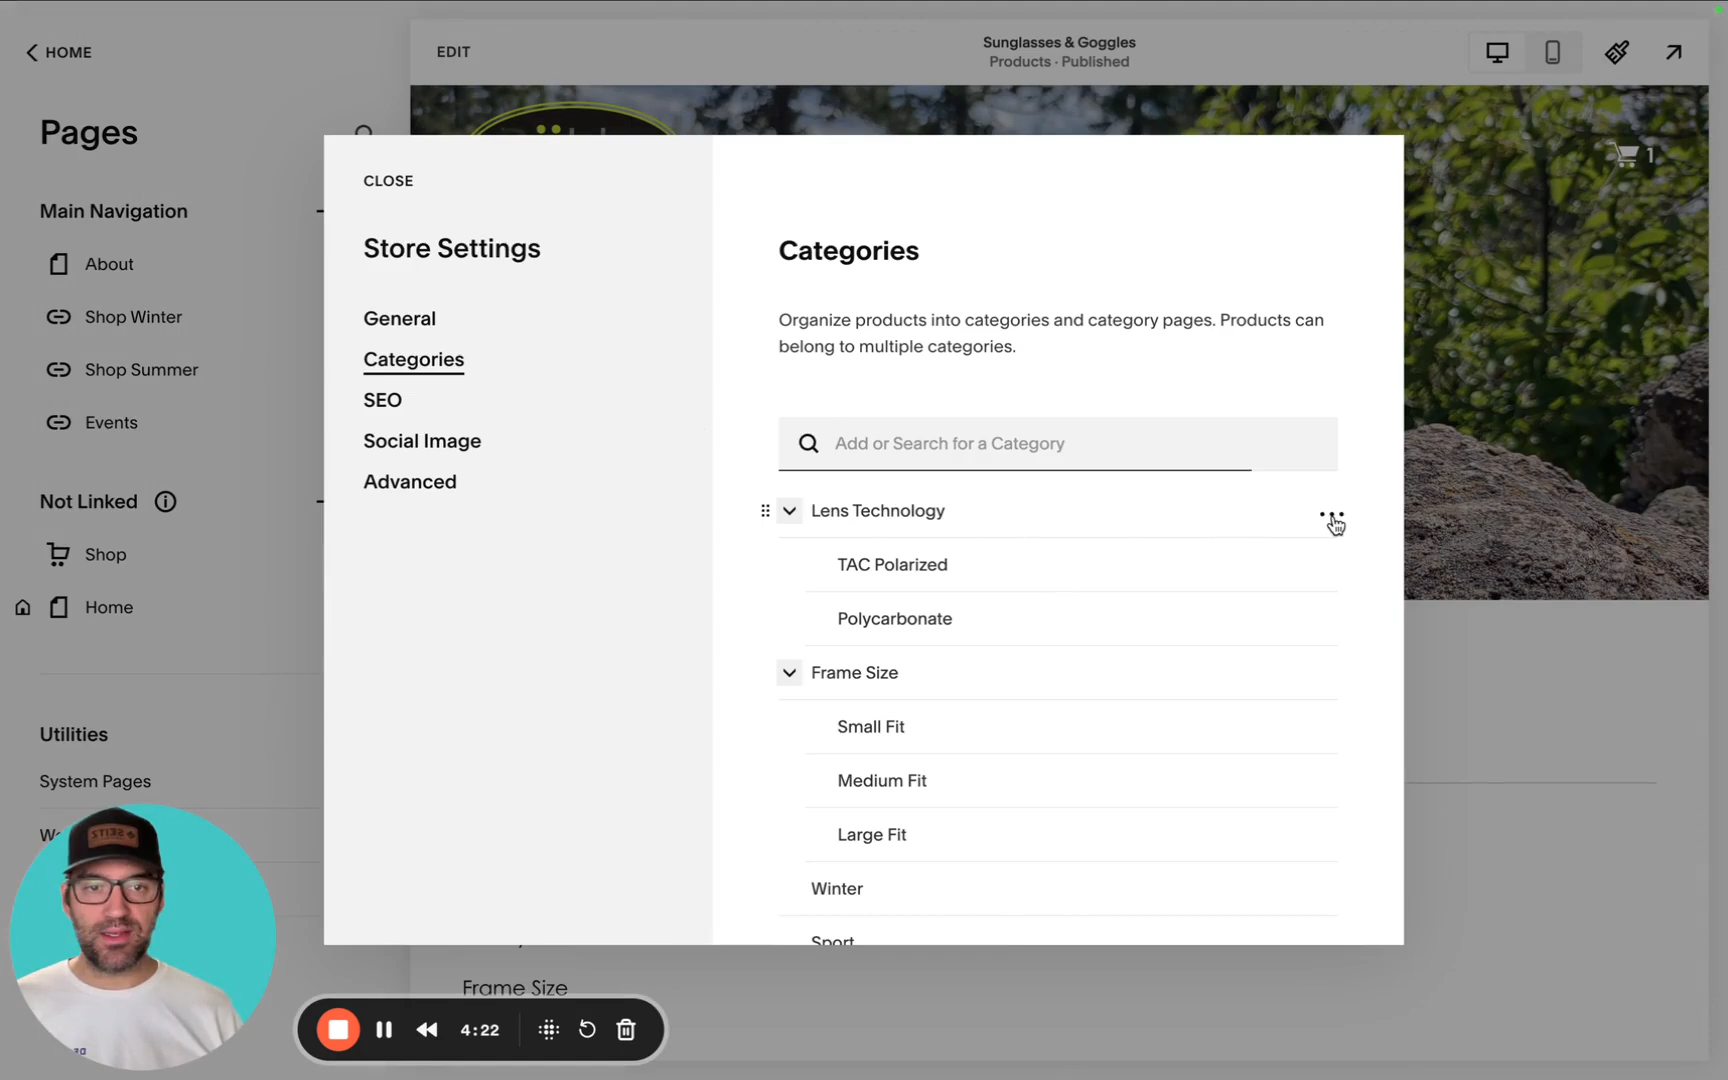 HOME
EDIT
Sunglasses & Goggles
Products · Published
Pages
1
CLOSE
Main Navigation
About
Shop Winter
Shop Summer
Events
Not Linked
Shop
Home
Utilities
System Pages
Store Settings
General
Categories
SEO
Social Image
Advanced
Categories
Organize products into categories and category pages. Products can
belong to multiple categories.
Add or Search for a Category
Lens Technology
TAC Polarized
Polycarbonate
Frame Size
Small Fit
Medium Fit
Large Fit
Winter
Sport
SEITZ
Frame Size
4:22